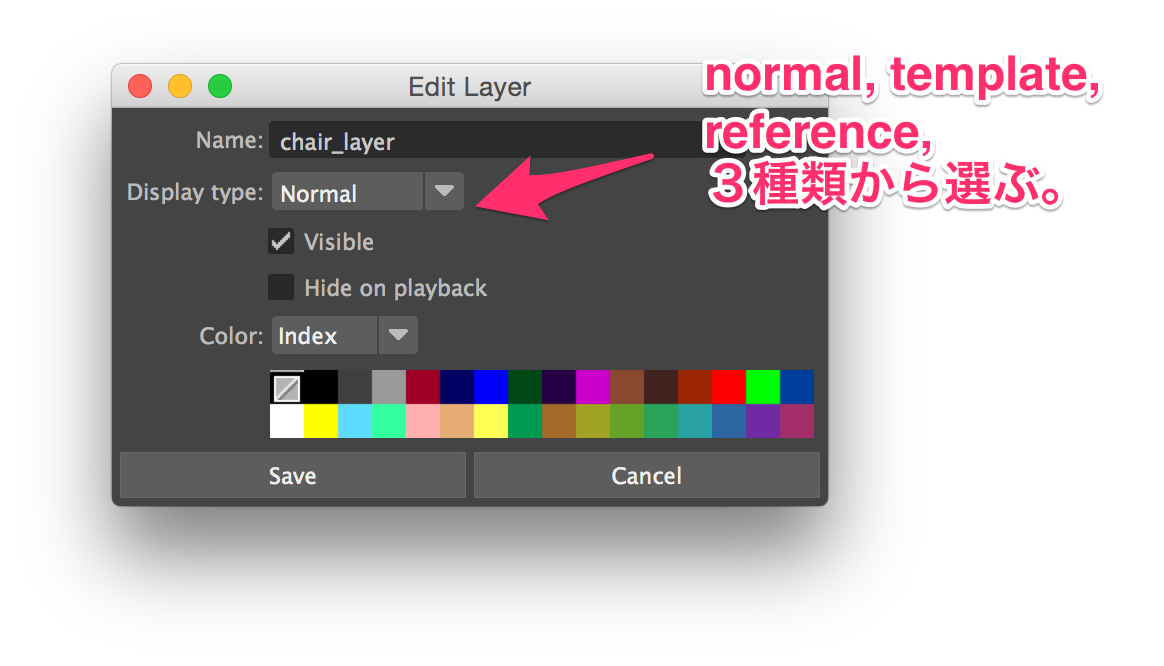 Edit Layer
normal, template,
reference,
３種類から選ぶ。
Name: chair_layer
Display type: Normal
Visible
Hide on playback
Color: Index
Save Cancel